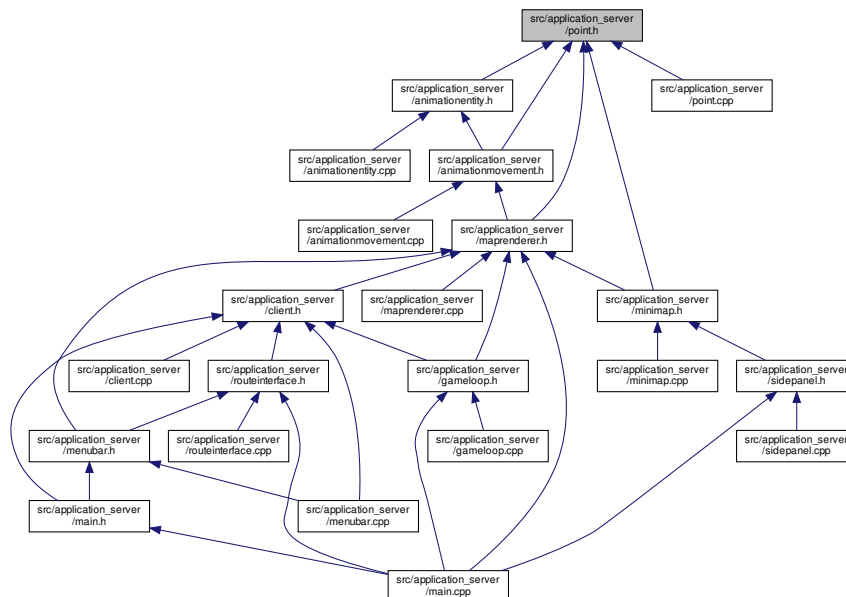 src/application_server
/point.h
src/application_server
/animationentity.h
src/application_server
/point.cpp
src/application_server
/animationentity.cpp
src/application_server
/animationmovement.h
src/application_server
/animationmovement.cpp
src/application_server
/maprenderer.h
src/application_server
/client.h
src/application_server
/maprenderer.cpp
src/application_server
/minimap.h
src/application_server
/client.cpp
src/application_server
/routeinterface.h
src/application_server
/gameloop.h
src/application_server
/minimap.cpp
src/application_server
/sidepanel.h
src/application_server
/menubar.h
src/application_server
/routeinterface.cpp
src/application_server
/gameloop.cpp
src/application_server
/sidepanel.cpp
src/application_server
/main.h
src/application_server
/menubar.cpp
src/application_server
/main.cpp